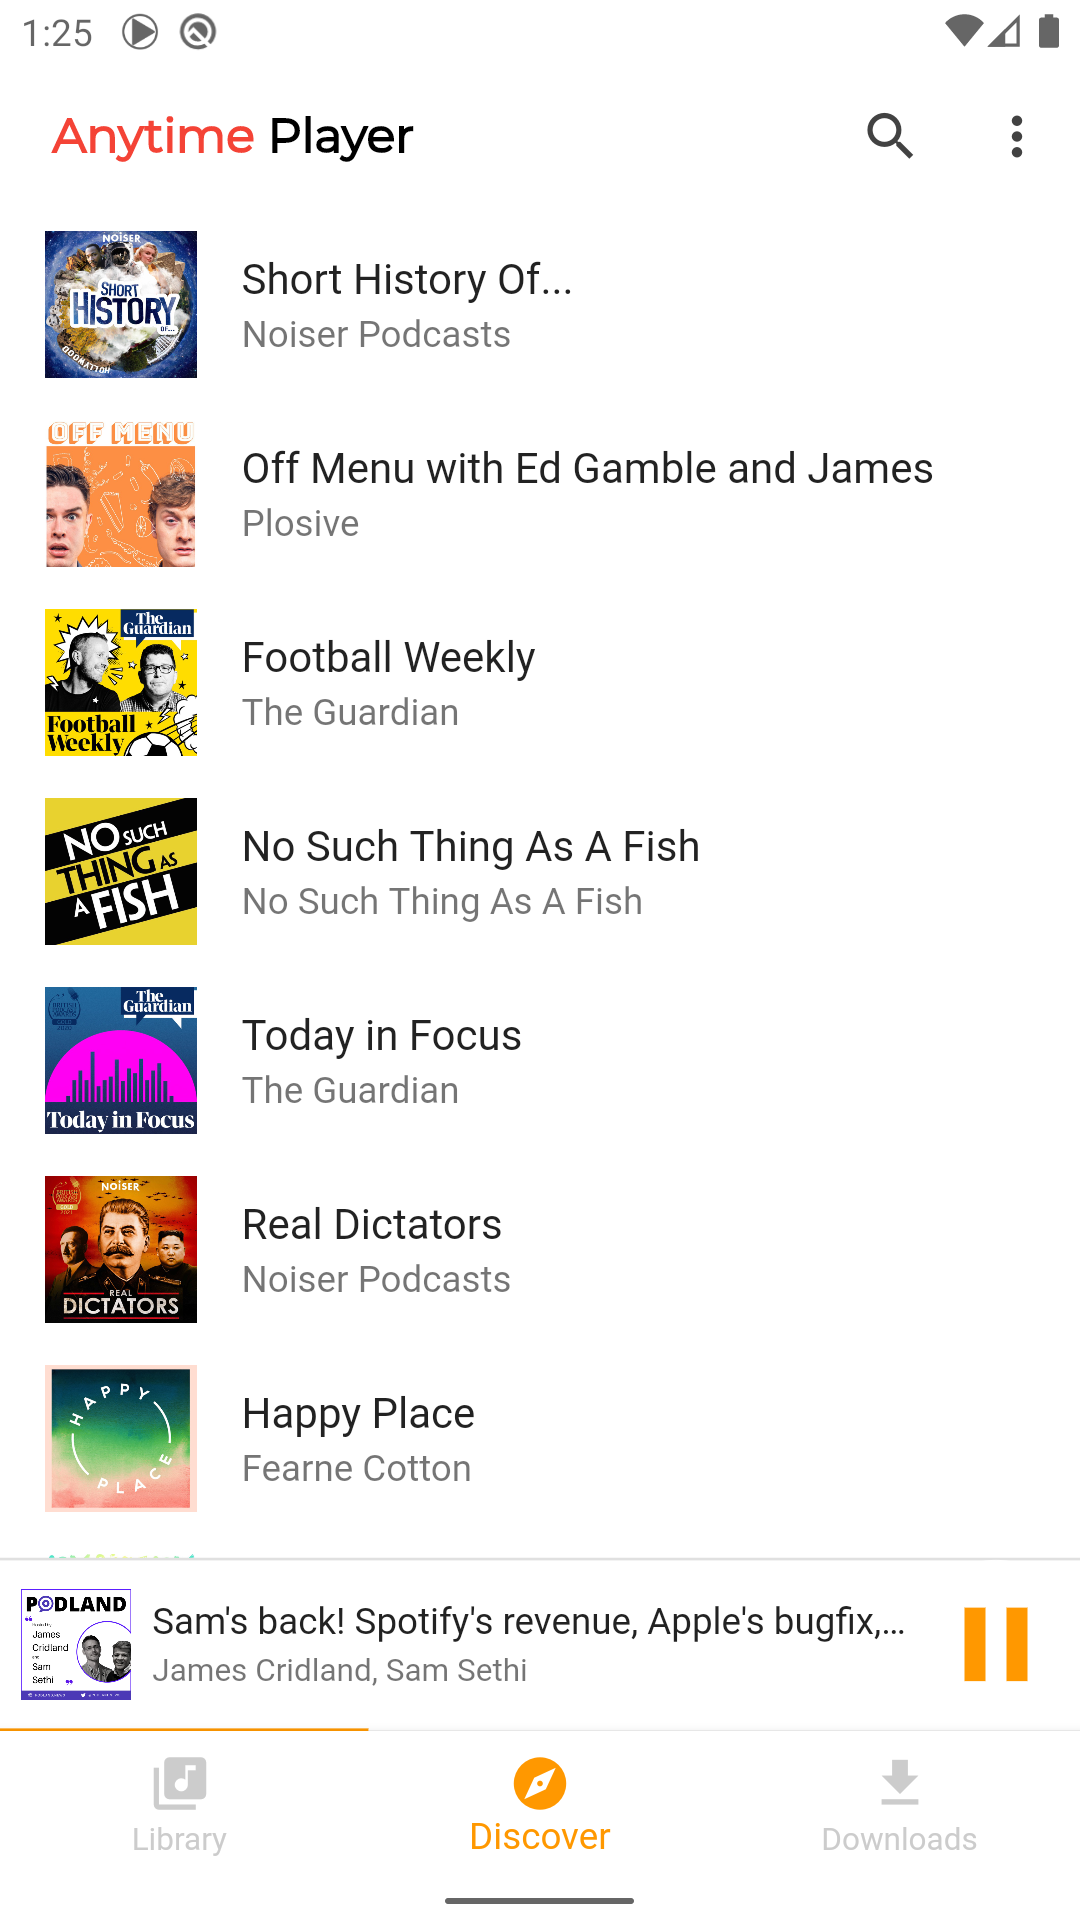 1:25
Anytime Player
NOISER
SHORT
HISTORY
OF...
HOLLYWOOD
Short History Of...
Noiser Podcasts
OFF MENU
Off Menu with Ed Gamble and James
Plosive
The
Guardian
Football
Weekly
Football Weekly
The Guardian
NO SUCH
THING AS
A FISH
No Such Thing As A Fish
No Such Thing As A Fish
The
Guardian
Today in Focus
Today in Focus
The Guardian
NOISER
REAL
DICTATORS
Real Dictators
Noiser Podcasts
HAPPY
PLACE
Happy Place
Fearne Cotton
PODLAND
James
Cridland
Sam
Sethi
Sam's back! Spotify's revenue, Apple's bugfix,...
James Cridland, Sam Sethi
Library
Discover
Downloads